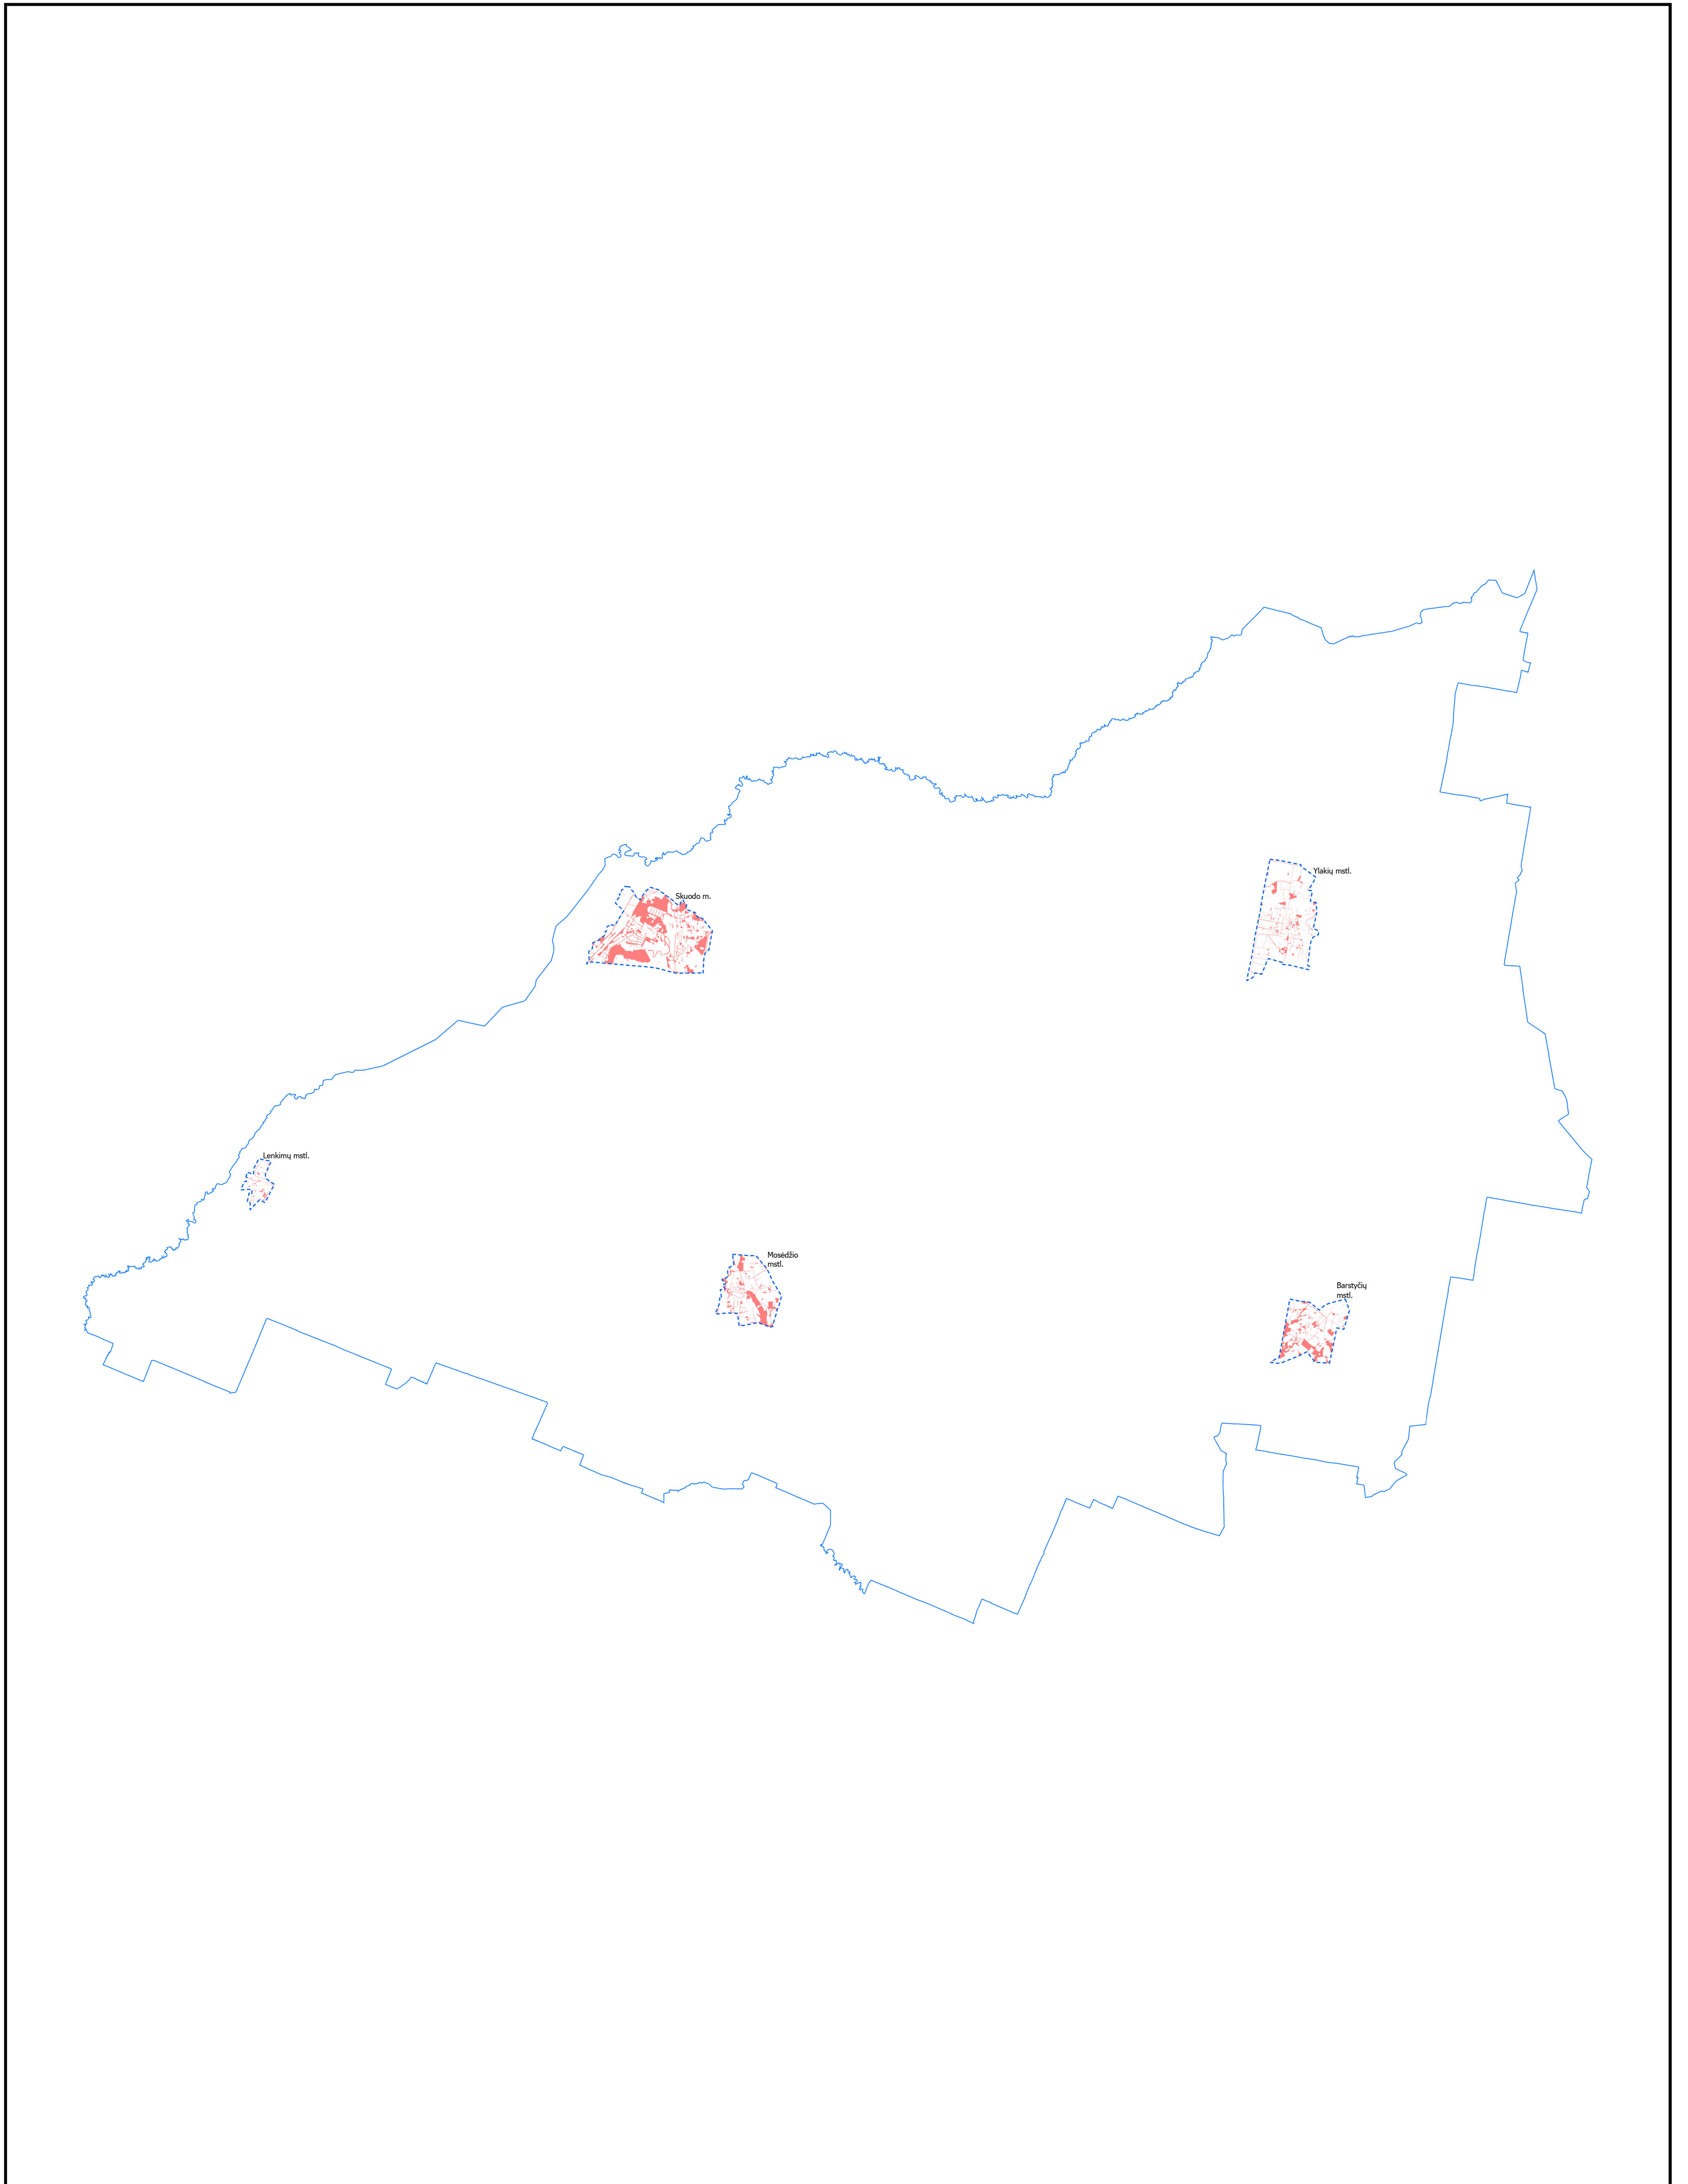 Ylakių mstl.
Skuodo m.
Lenkimų mstl.
Mosėdžio
mstl.
Barstyčių
mstl.